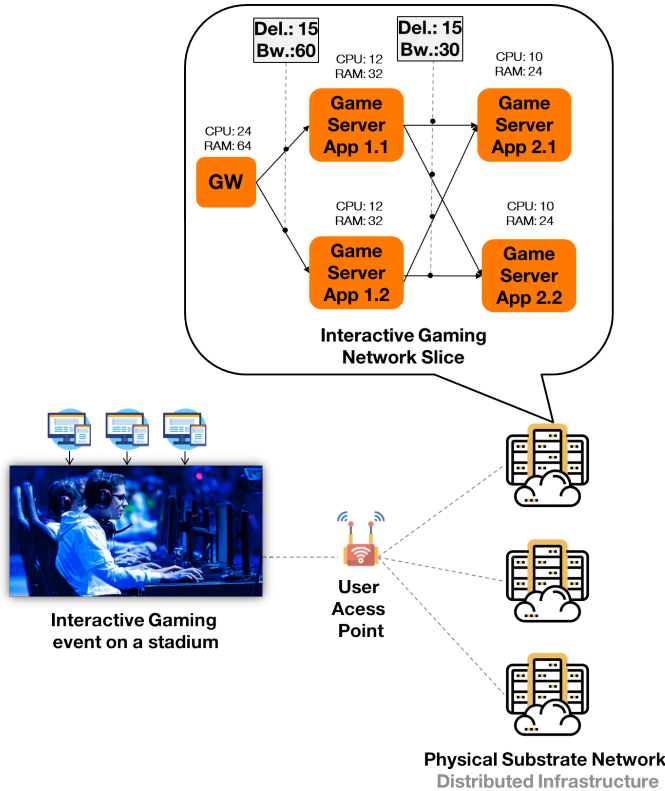 Del.: 15
Bw.:60
Del.: 15
Bw.:30
CPU: 12
RAM: 32
CPU: 10
RAM: 24
CPU: 24
RAM: 64
GW
Game
Server
App 1.1
Game
Server
App 2.1
CPU: 12
RAM: 32
CPU: 10
RAM: 24
Game
Server
App 1.2
Game
Server
App 2.2
Interactive Gaming
Network Slice
User
Acess
Point
Interactive Gaming
event on a stadium
Physical Substrate Network
Distributed Infrastructure